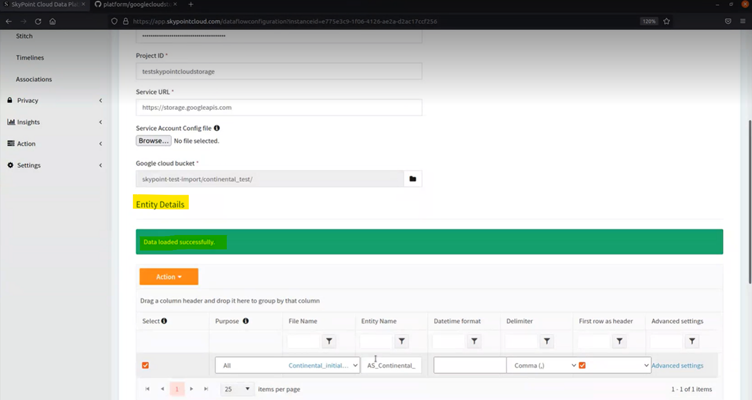 SkyPoint Cloud Data Pla
platform/googlecloudst
https://app.skypointcloud.com/dataflowconfiguration?instanceid=e773e3c9-1f06-4126-ae2a-d2ac17ccf256
120%
Stitch
Timelines
Associations
Privacy
Insights
Action
Settings
Project ID *
testskypointcloudstorage
Service URL *
https://storage.googleapis.com
Service Account Config file
Browse... No file selected.
Google cloud bucket *
skypoint-test-import/continental_test/
Entity Details
Data loaded successfully.
Action
Drag a column header and drop it here to group by that column
Select Purpose File Name Entity Name Datetime format Delimiter First row as header Advanced settings
All Continental_initial... AS_Continental_ Comma (,) Advanced settings
1 25 items per page 1 - 1 of 1 items